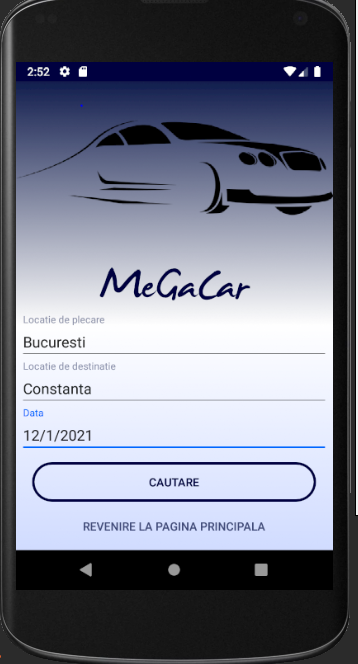 2:52
MeGaCar
Locatie de plecare
Bucuresti
Locatie de destinatie
Constanta
Data
12/1/2021
CAUTARE
REVENIRE LA PAGINA PRINCIPALA